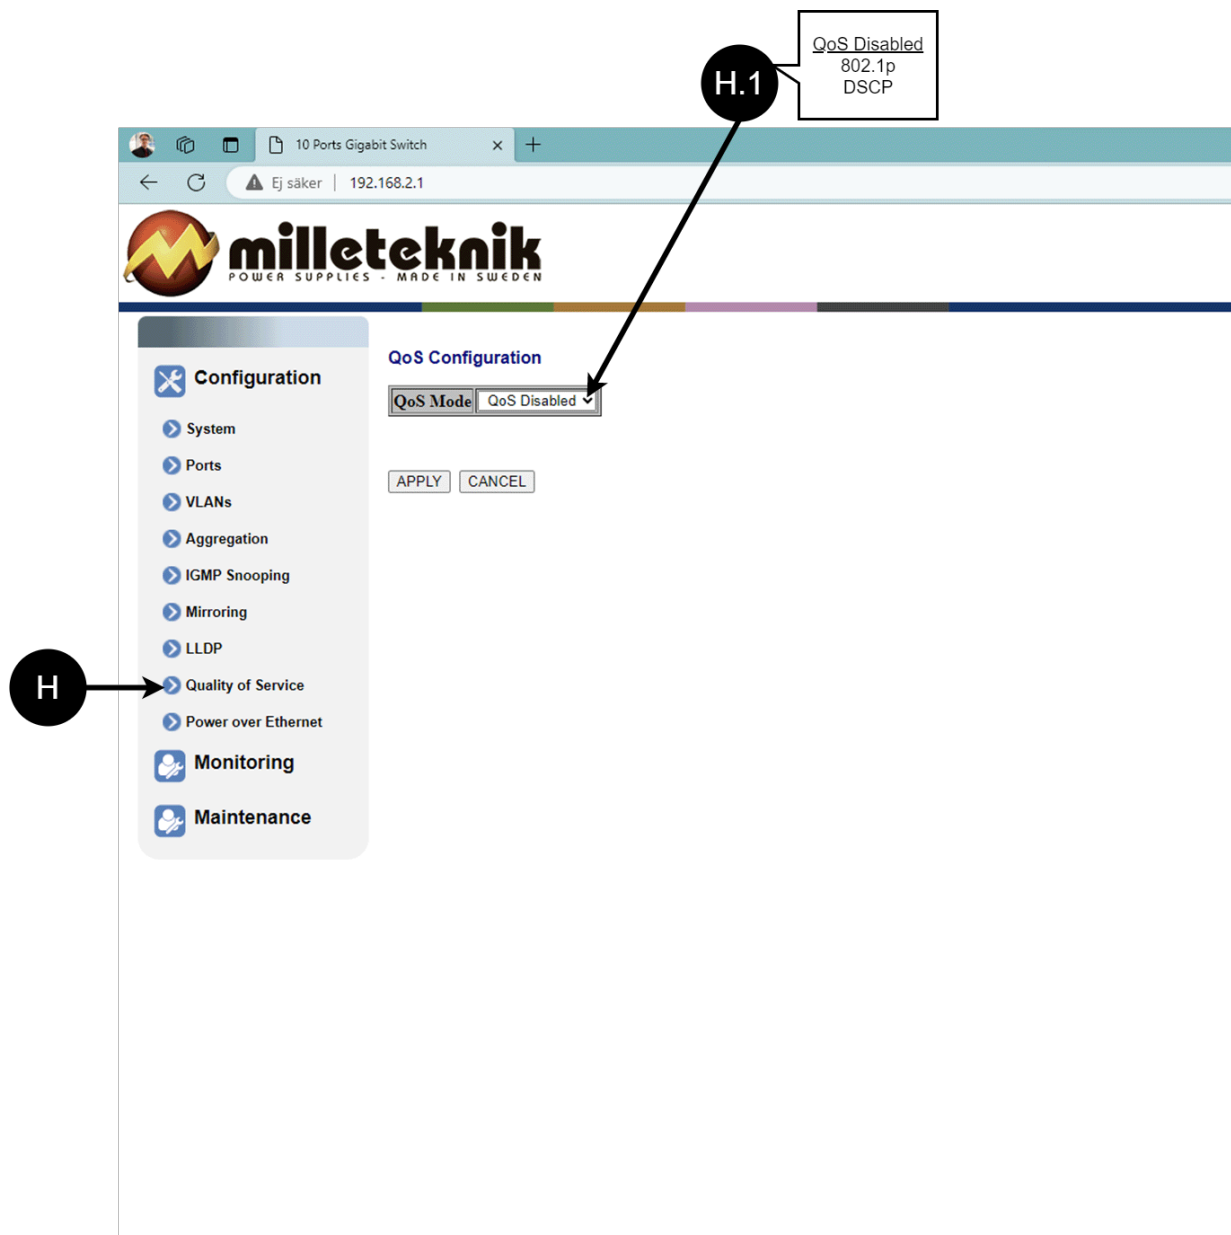 QoS Disabled
802.1p
DSCP
H.1
10 Ports Gigabit Switch
Ej säker | 192.168.2.1
milleteknik
POWER SUPPLIES - MADE IN SWEDEN
Configuration
System
Ports
VLANs
Aggregation
IGMP Snooping
Mirroring
LLDP
H
Quality of Service
Power over Ethernet
Monitoring
Maintenance
QoS Configuration
QoS Mode QoS Disabled
APPLY CANCEL